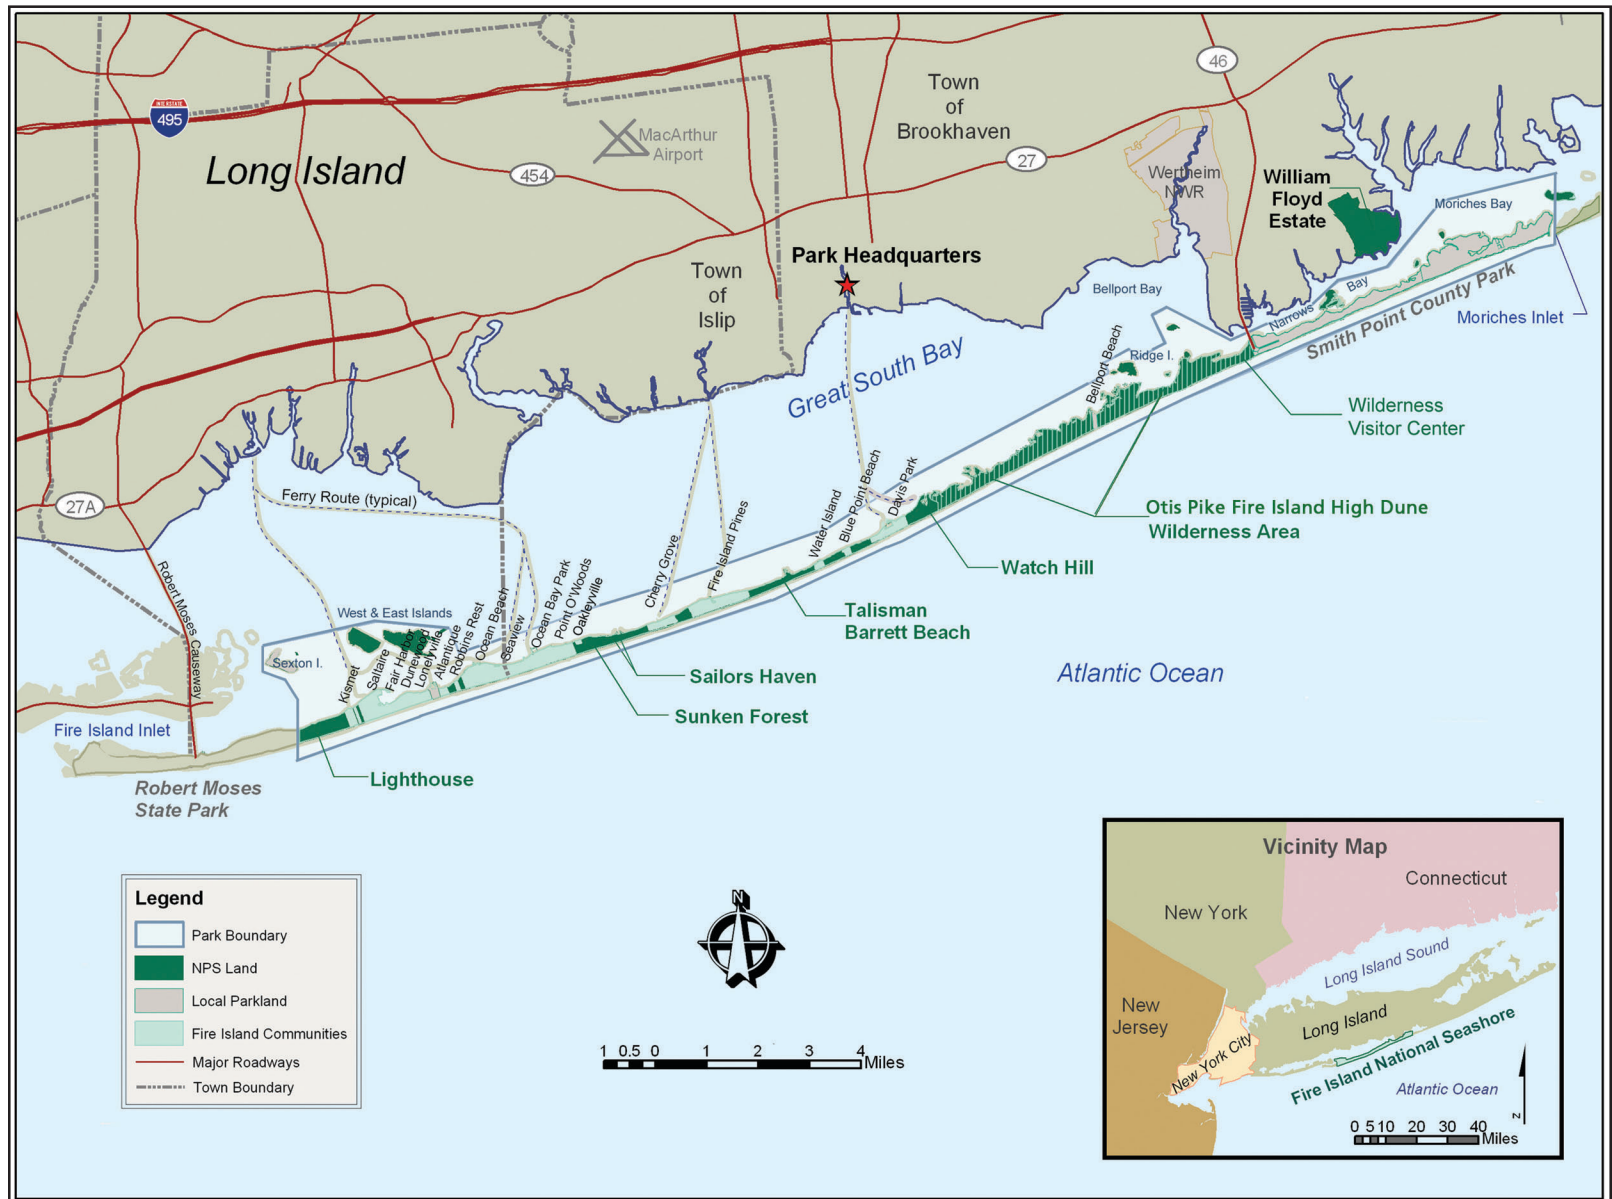 INTERSTATE
495
Long Island
454
MacArthur
Airport
Town
of
Brookhaven
27
46
Wertheim
NWR
William
Floyd
Estate
Moriches Bay
Park Headquarters
Town
of
Islip
Bellport Bay
Narrows
Bay
Smith Point County Park
Moriches Inlet
Great South Bay
Bellport Beach
Ridge I.
Wilderness
Visitor Center
27A
Ferry Route (typical)
Otis Pike Fire Island High Dune
Wilderness Area
Watch Hill
Davis Park
Blue Point Beach
Water Island
Fire Island Pines
Cherry Grove
Talisman
Barrett Beach
Robert Moses Causeway
West & East Islands
Sexton I.
Kismet
Saltaire
Fair Harbor
Dunewood
Lonelyville
Atlantique
Robbins Rest
Ocean Beach
Seaview
Ocean Bay Park
Point O'Woods
Oakleyville
Sailors Haven
Sunken Forest
Atlantic Ocean
Fire Island Inlet
Lighthouse
Robert Moses
State Park
Legend
Park Boundary
NPS Land
Local Parkland
Fire Island Communities
Major Roadways
Town Boundary
N
1 0.5 0 1 2 3 4
Miles
Vicinity Map
Connecticut
New York
Long Island Sound
New
Jersey
Long Island
New York City
Fire Island National Seashore
Atlantic Ocean
N
0 5 10 20 30 40
Miles